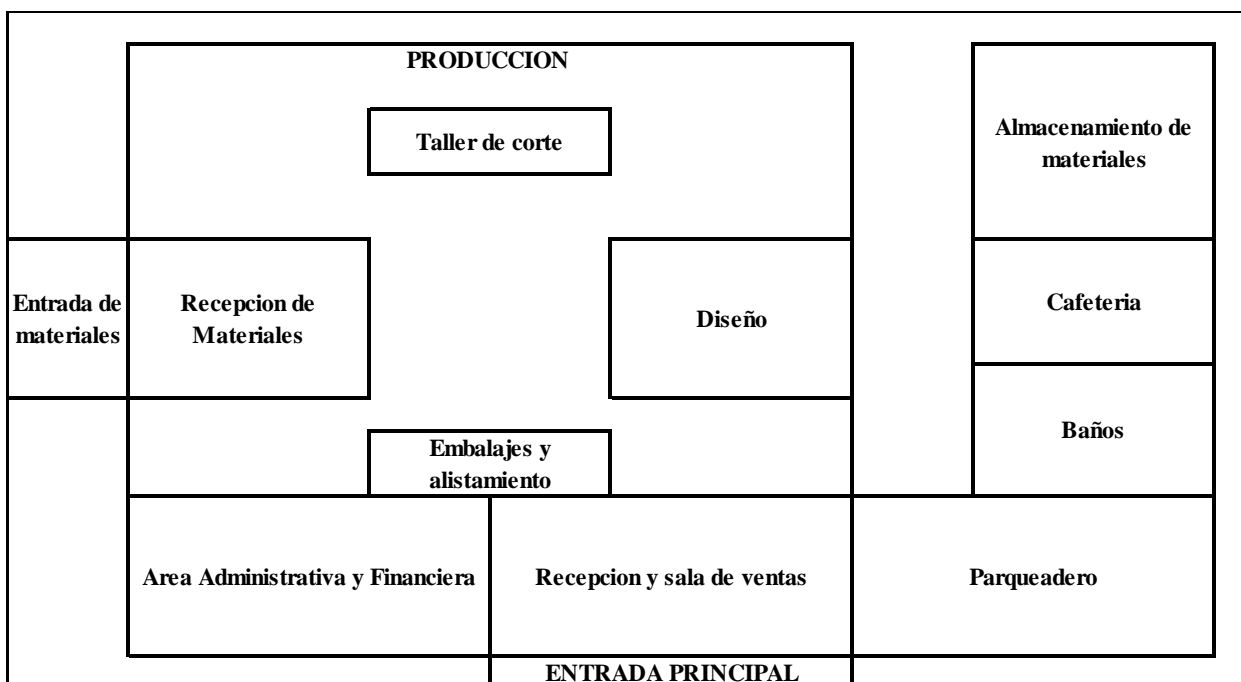 PRODUCCION
Taller de corte
Almacenamiento de
materiales
Entrada de
materiales
Recepcion de
Materiales
Diseño
Cafeteria
Baños
Embalajes y
alistamiento
Area Administrativa y Financiera
Recepcion y sala de ventas
Parqueadero
ENTRADA PRINCIPAL